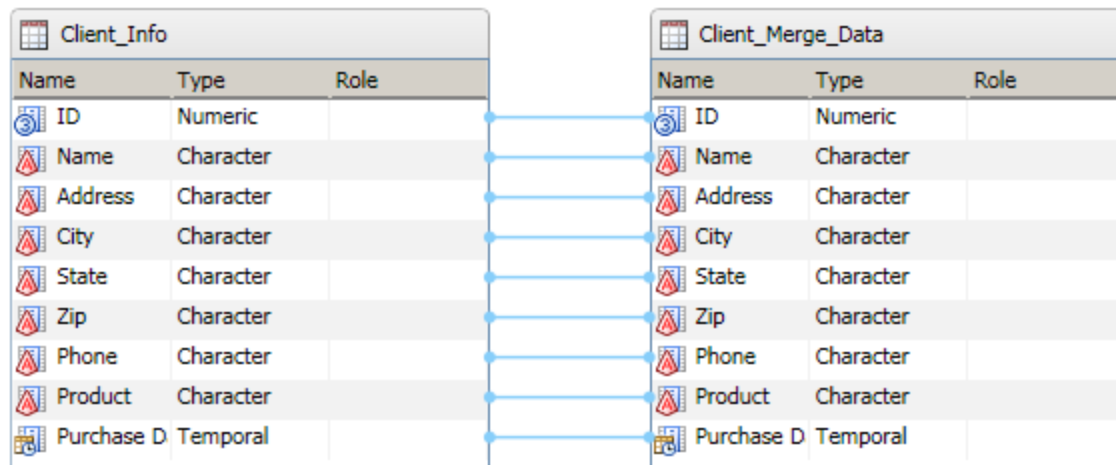 Client_Info
Name Type Role
ID Numeric
Name Character
Address Character
City Character
State Character
Zip Character
Phone Character
Product Character
Purchase D Temporal
Client_Merge_Data
Name Type Role
ID Numeric
Name Character
Address Character
City Character
State Character
Zip Character
Phone Character
Product Character
Purchase D Temporal